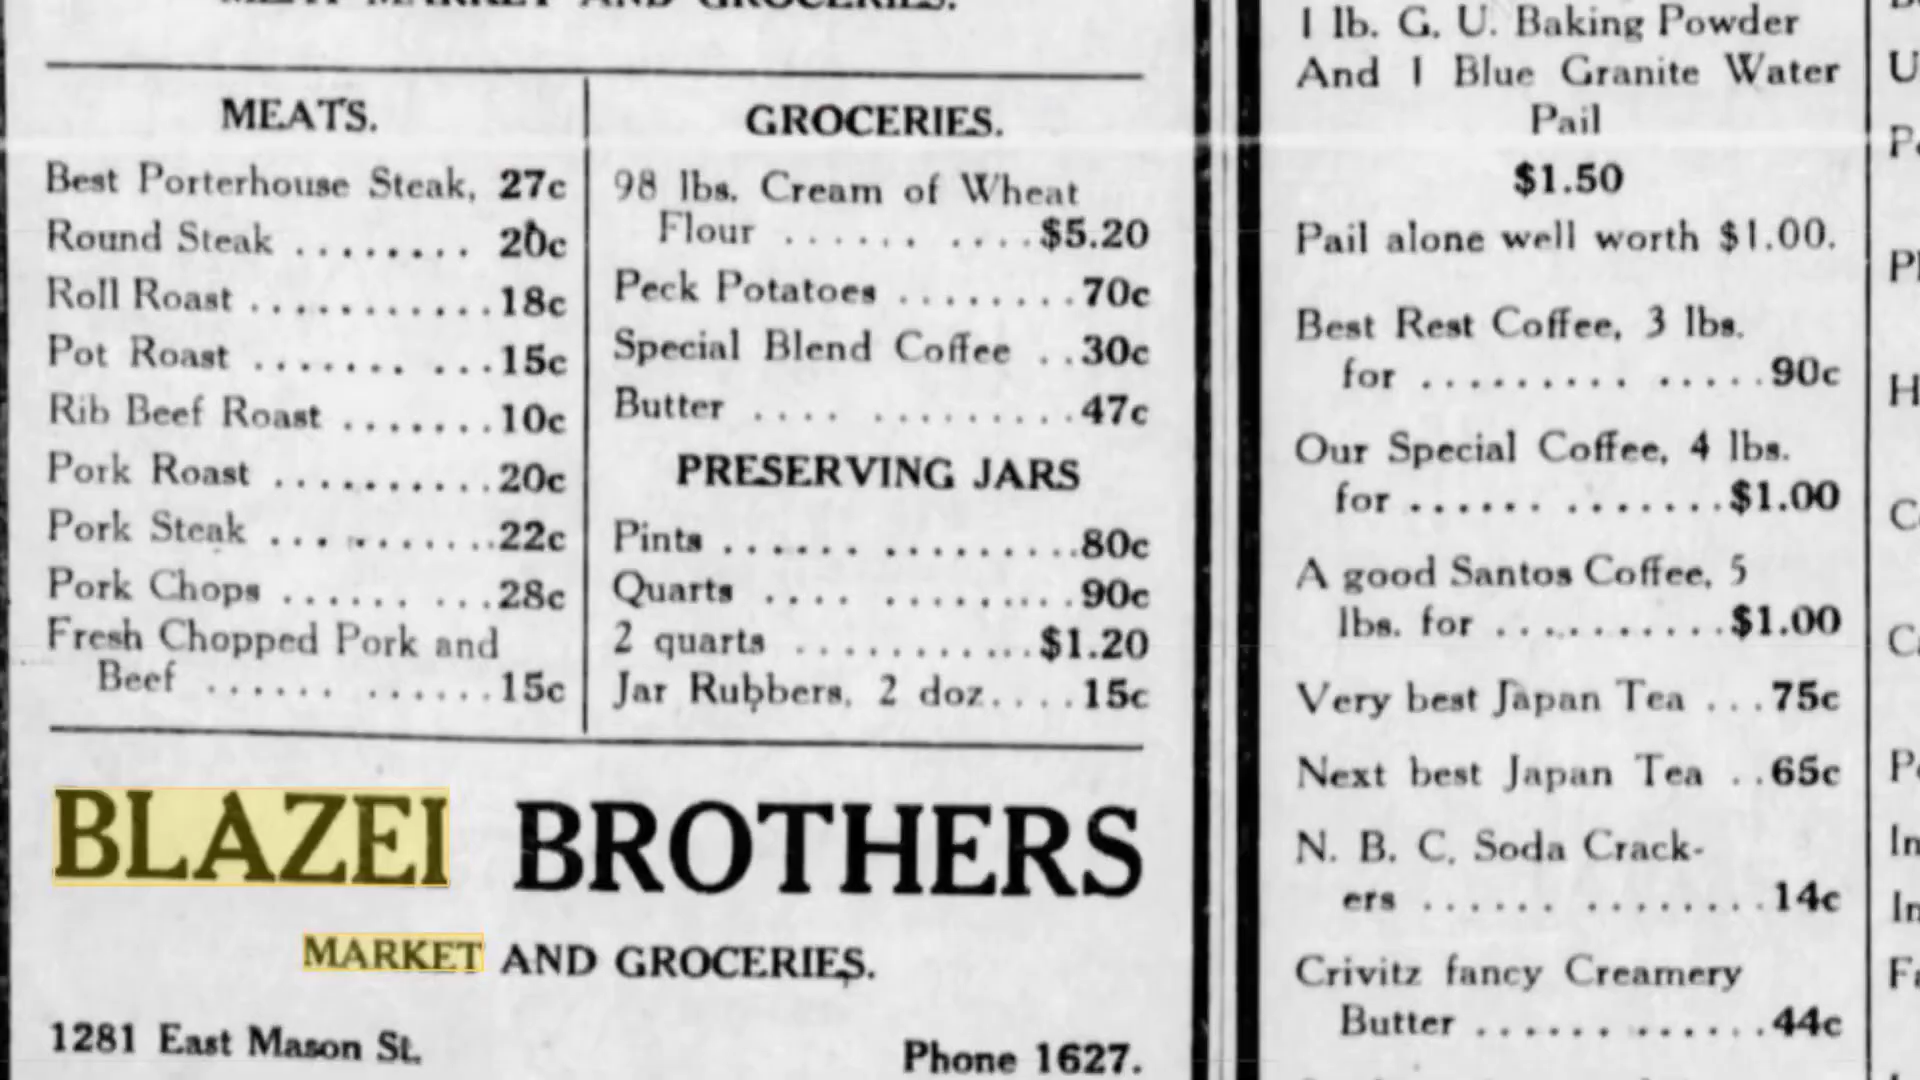 MEAT MARKET AND GROCERIES.
MEATS.
Best Porterhouse Steak, 27c
Round Steak ........ 20c
Roll Roast ...........18c
Pot Roast ....... ...15c
Rib Beef Roast .......10c
Pork Roast ..........20c
Pork Steak ... .......22c
Pork Chops ...... ...28c
Fresh Chopped Pork and
Beef ...... ......15c
GROCERIES.
98 lbs. Cream of Wheat
Flour ...... ....$5.20
Peck Potatoes ........70c
Special Blend Coffee ..30c
Butter .... .........47c
PRESERVING JARS
Pints ...... .........80c
Quarts .... .........90c
2 quarts ............$1.20
Jar Rubbers, 2 doz....15c
BLAZEI BROTHERS
MARKET AND GROCERIES.
1281 East Mason St.
Phone 1627.
1 lb. G. U. Baking Powder
And 1 Blue Granite Water
Pail
$1.50
Pail alone well worth $1.00.
Best Rest Coffee, 3 lbs.
for ......... .....90c
Our Special Coffee, 4 lbs.
for ...... .......$1.00
A good Santos Coffee, 5
lbs. for ..........$1.00
Very best Japan Tea ...75c
Next best Japan Tea ..65c
N. B. C. Soda Crack-
ers ...... ........14c
Crivitz fancy Creamery
Butter ...... ......44c